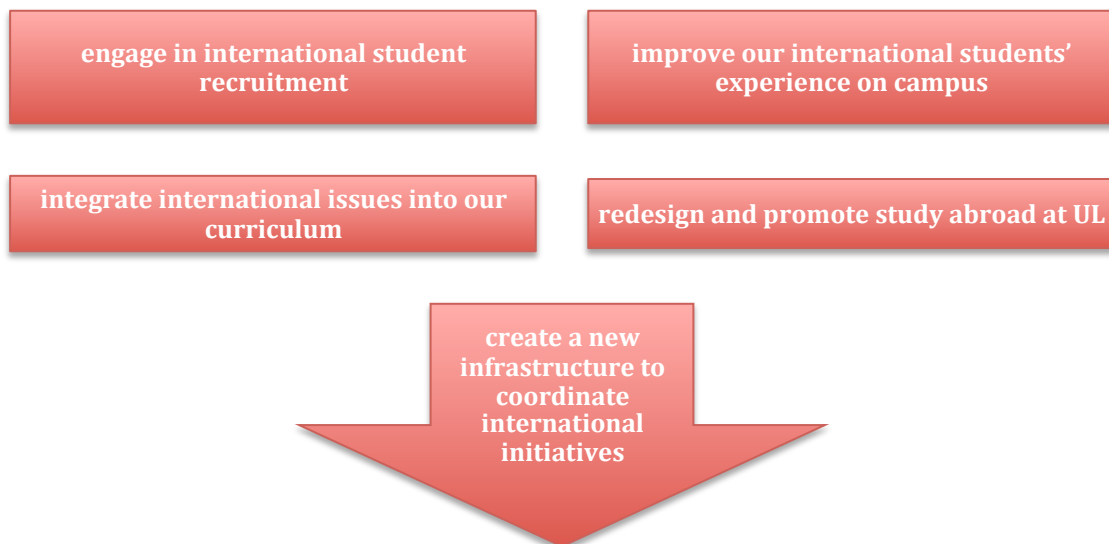 engage in international student
recruitment
improve our international students’
experience on campus
integrate international issues into our
curriculum
redesign and promote study abroad at UL
create a new
infrastructure to
coordinate
international
initiatives